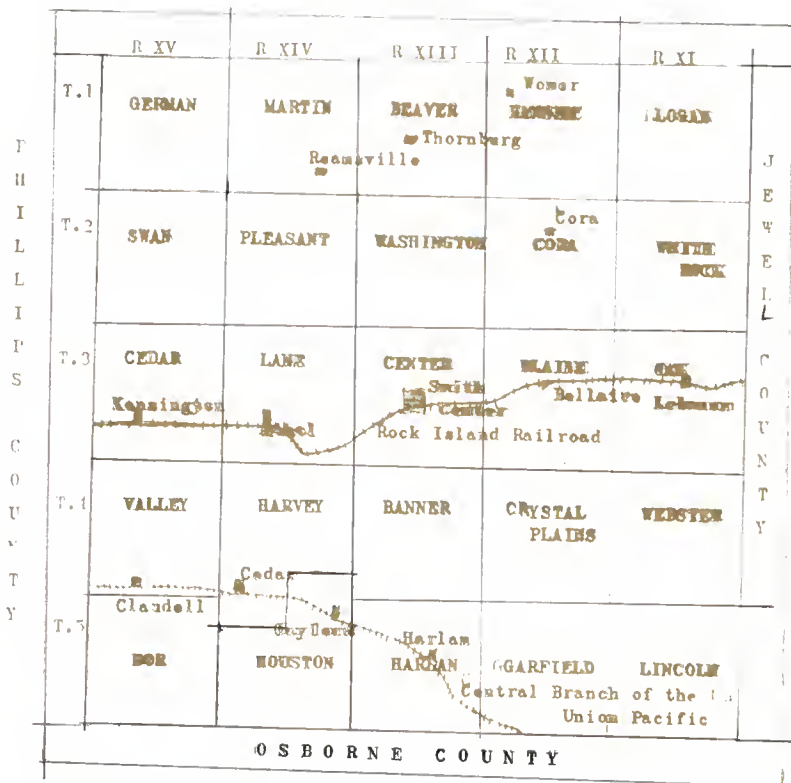 R XV R XIV R XIII R XII R XI
T.1
Womer
GERMAN MARTIN BEAVER LOGAN
Thornburg
Reamsville
T.2
Cora
SWAN PLEASANT WASHINGTON CORA WHITE
ROCK
T.3
CEDAR LANE CENTER BLAINE OAK
Smith
Kensington Center Bellaire Lebanon
Athol Rock Island Railroad
T.4
VALLEY HARVEY BANNER CRYSTAL WEBSTER
PLAINS
Cedar
Claudell
T.5
Gaylord
Harlam
HOUSTON HARLAN GARFIELD LINCOLN
Central Branch of the
Union Pacific
OSBORNE COUNTY
PHILLIPS COUNTY
JEWELL COUNTY